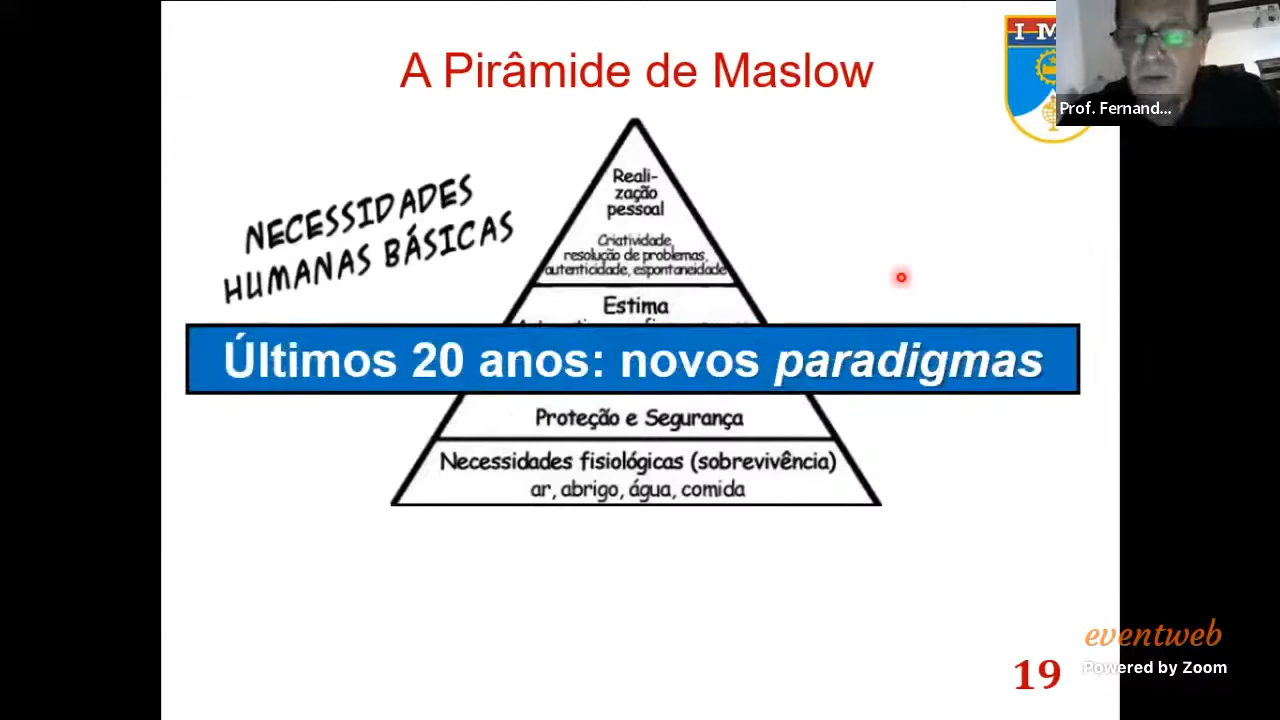 A Pirâmide de Maslow
I M
Prof. Fernand...
NECESSIDADES
HUMANAS BÁSICAS
Reali-
zação
pessoal
Criatividade,
resolução de problemas,
autenticidade, espontaneidade
Estima
Últimos 20 anos: novos paradigmas
Proteção e Segurança
Necessidades fisiológicas (sobrevivência)
ar, abrigo, água, comida
eventweb
Powered by Zoom
19